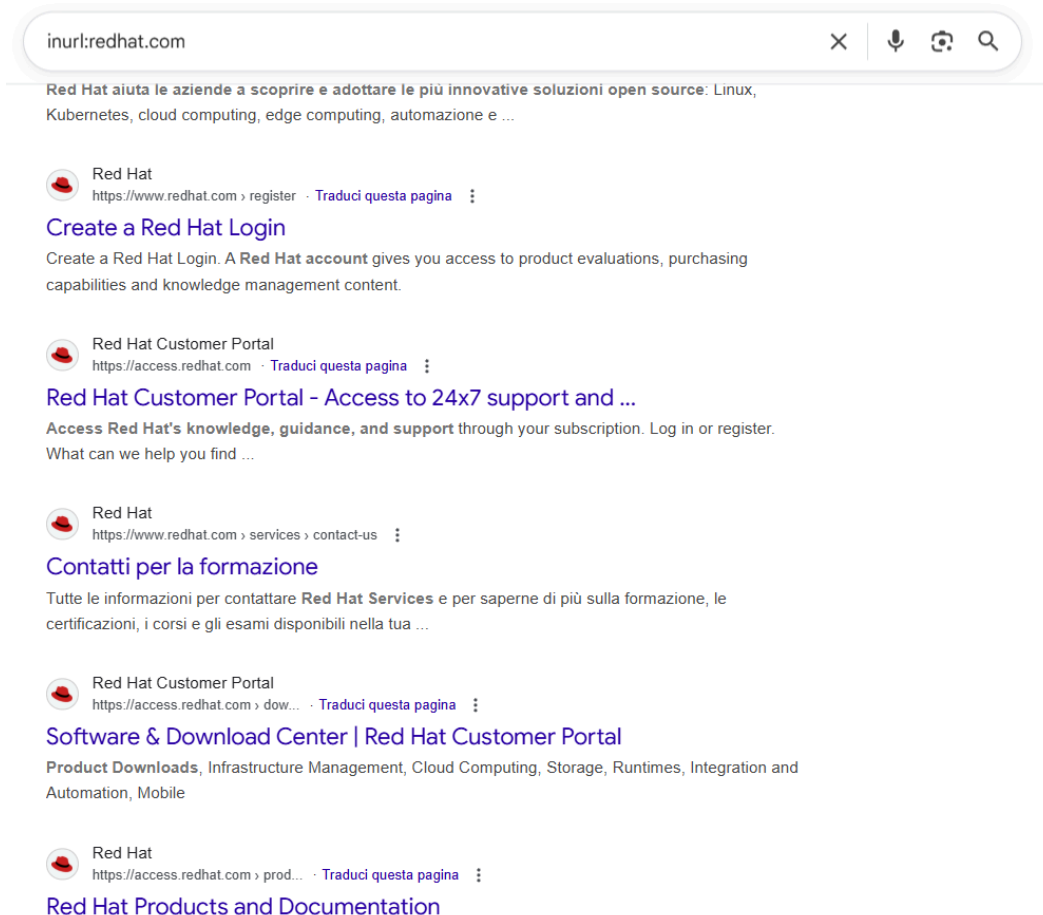 inurl:redhat.com
Red Hat aiuta le aziende a scoprire e adottare le più innovative soluzioni open source: Linux,
Kubernetes, cloud computing, edge computing, automazione e ...
Red Hat
https://www.redhat.com › register · Traduci questa pagina
Create a Red Hat Login
Create a Red Hat Login. A Red Hat account gives you access to product evaluations, purchasing
capabilities and knowledge management content.
Red Hat Customer Portal
https://access.redhat.com · Traduci questa pagina
Red Hat Customer Portal - Access to 24x7 support and ...
Access Red Hat's knowledge, guidance, and support through your subscription. Log in or register.
What can we help you find ...
Red Hat
https://www.redhat.com › services › contact-us
Contatti per la formazione
Tutte le informazioni per contattare Red Hat Services e per saperne di più sulla formazione, le
certificazioni, i corsi e gli esami disponibili nella tua ...
Red Hat Customer Portal
https://access.redhat.com › dow... · Traduci questa pagina
Software & Download Center | Red Hat Customer Portal
Product Downloads, Infrastructure Management, Cloud Computing, Storage, Runtimes, Integration and
Automation, Mobile
Red Hat
https://access.redhat.com › prod... · Traduci questa pagina
Red Hat Products and Documentation